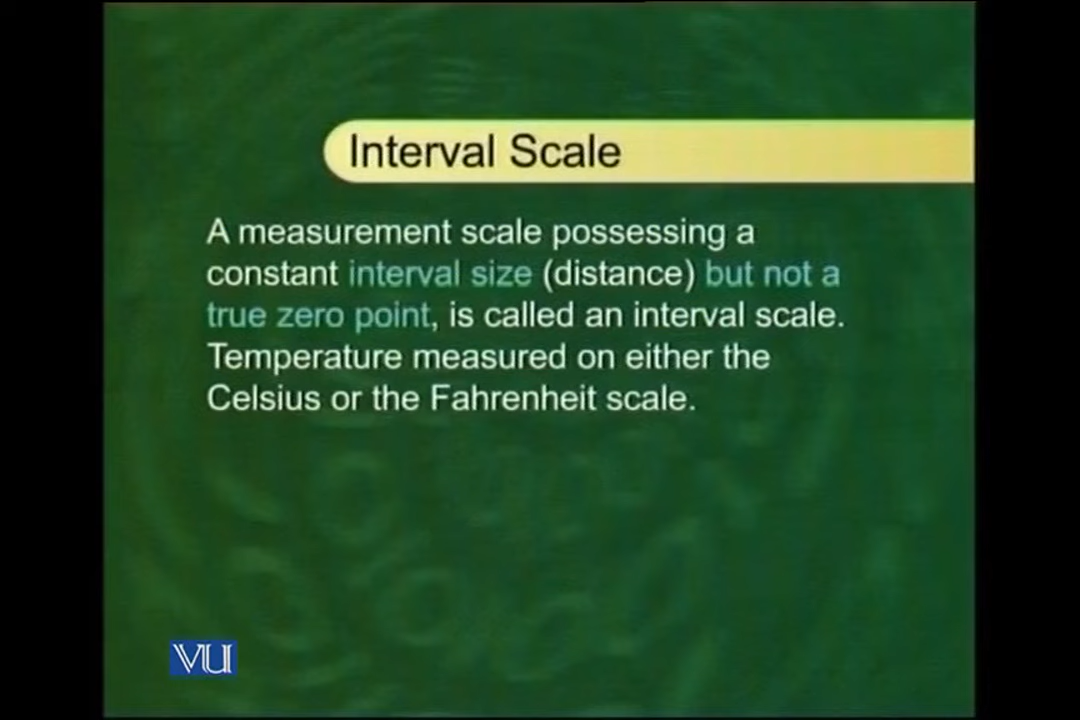 Interval Scale
A measurement scale possessing a
constant interval size (distance) but not a
true zero point, is called an interval scale.
Temperature measured on either the
Celsius or the Fahrenheit scale.
VU